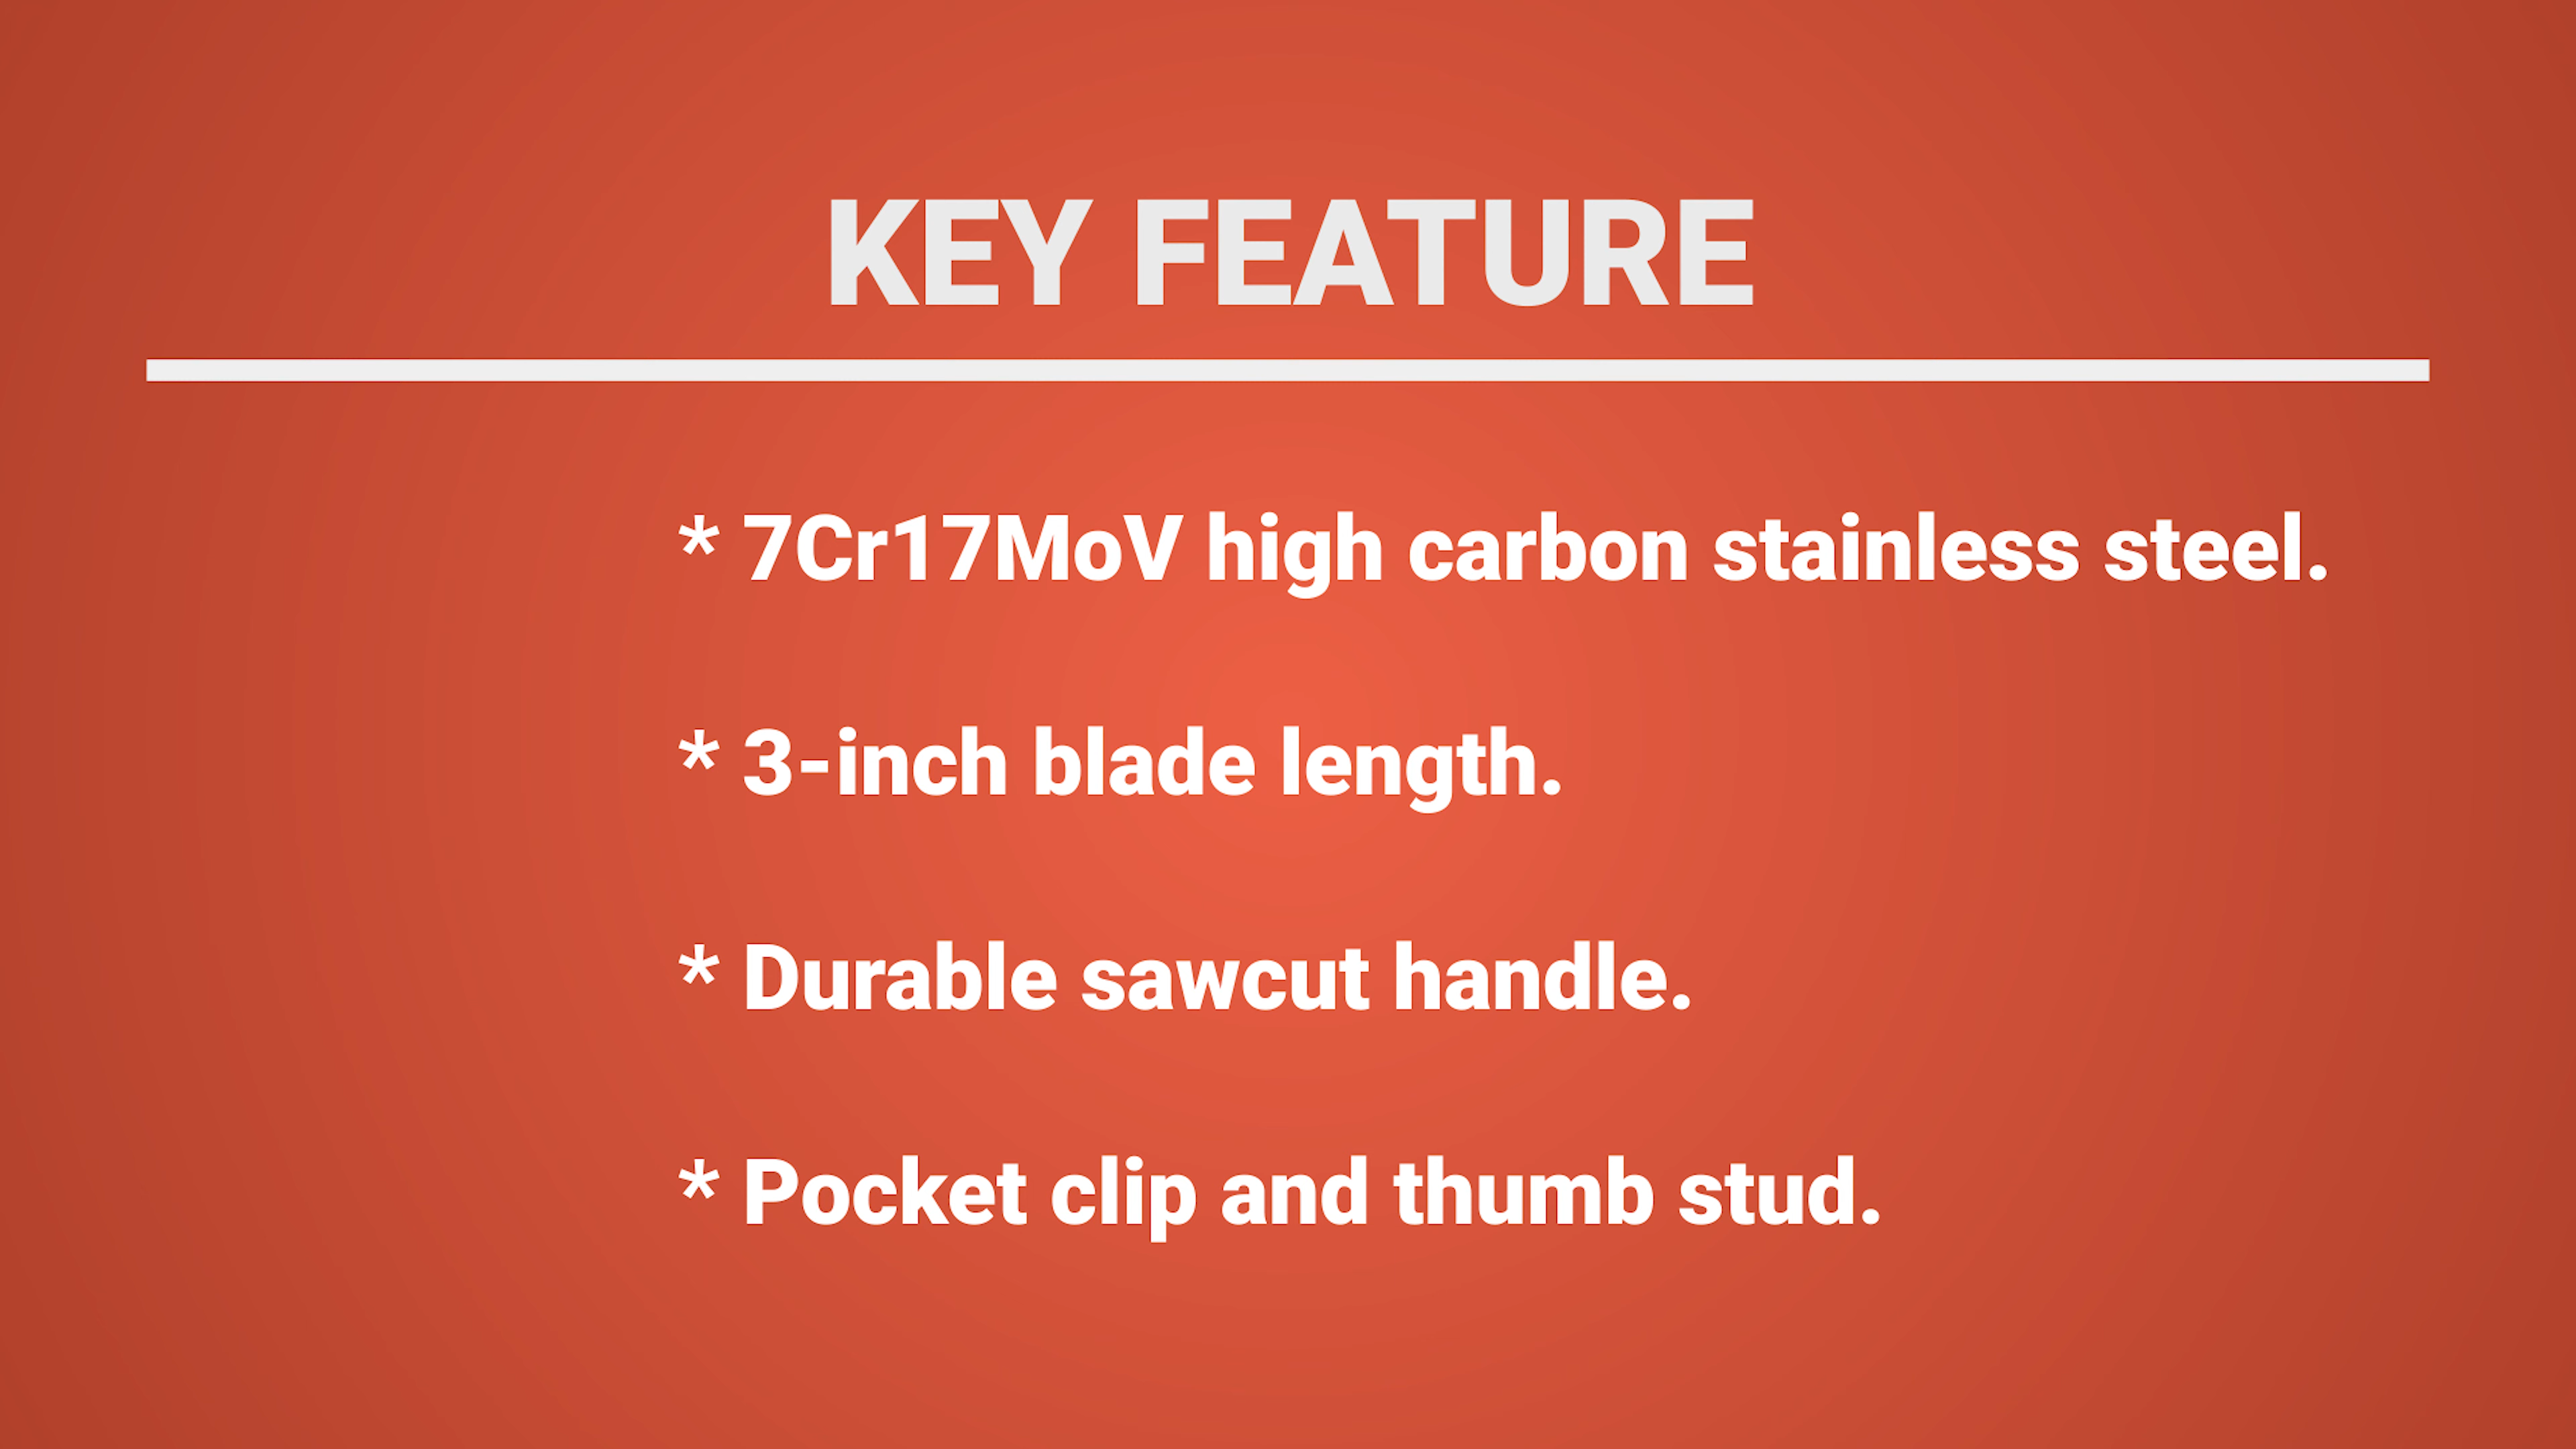 KEY FEATURE
* 7Cr17MoV high carbon stainless steel.
* 3-inch blade length.
* Durable sawcut handle.
* Pocket clip and thumb stud.